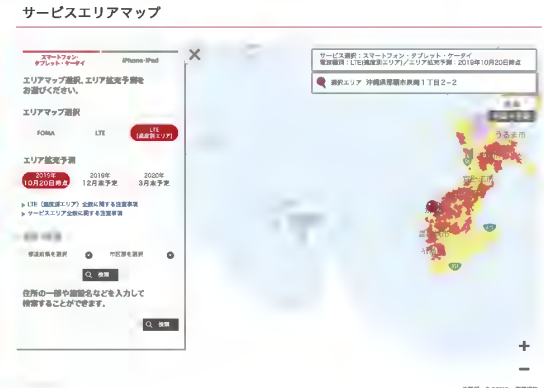 サービスエリアマップ
スマートフォン・
タブレット・ケータイ
iPhone・iPad
エリアマップ選択、エリア拡充予測を
お選びください。
エリアマップ選択
FOMA
LTE
LTE
(速度別エリア)
エリア拡充予測
2019年
10月20日時点
2019年
12月末予定
2020年
3月末予定
LTE（速度別エリア）全般に関する注意事項
サービスエリア全般に関する注意事項
都道府県を選択
市区郡を選択
検索
住所の一部や施設名などを入力して
検索することができます。
検索
サービス選択：スマートフォン・タブレット・ケータイ
電波種別：LTE(速度別エリア)/エリア拡充予測：2019年10月20日時点
選択エリア 沖縄県那覇市泉崎1丁目2-2
うるま市
+
−